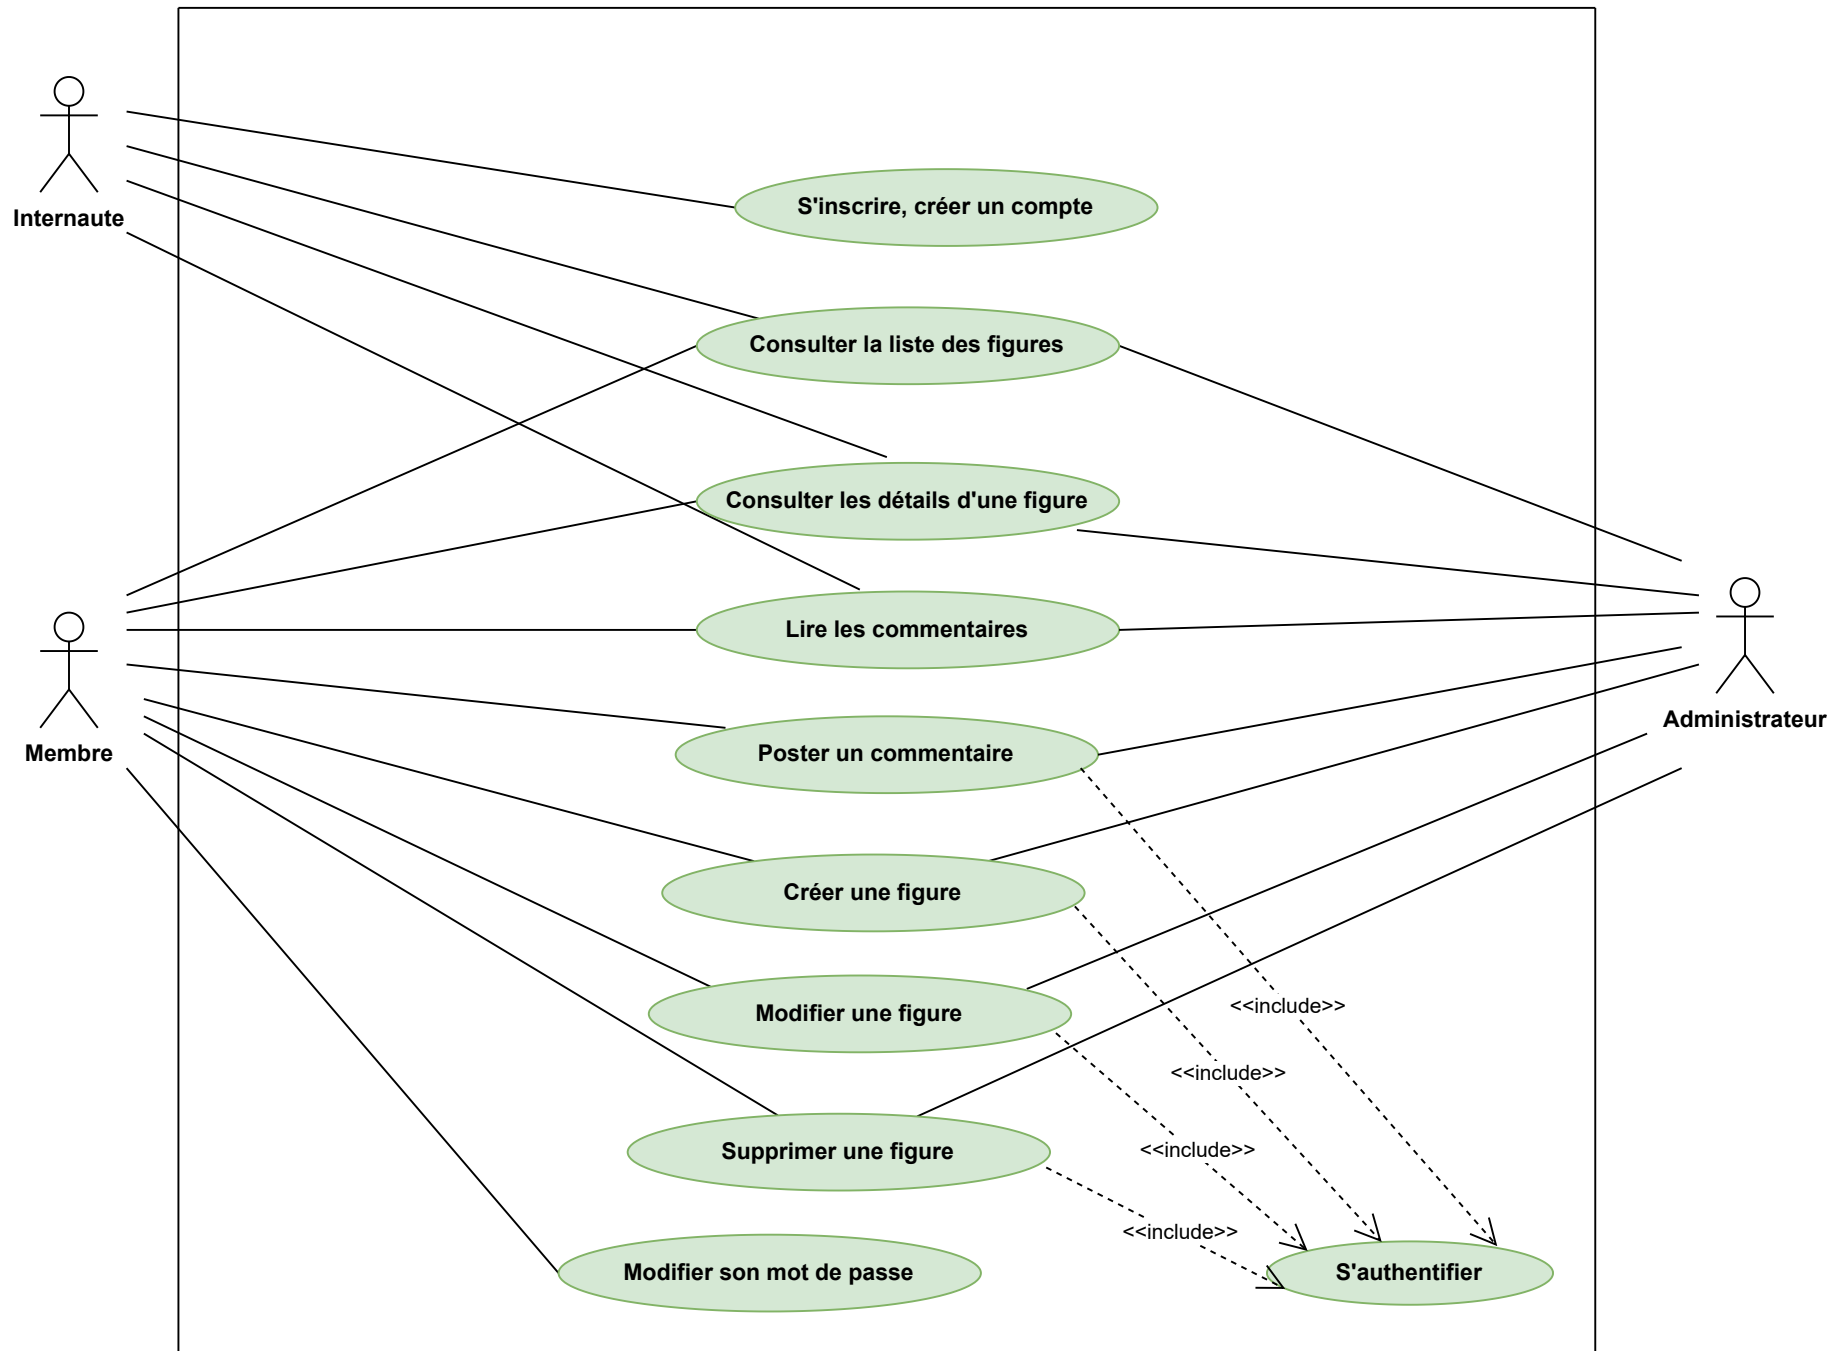 Internaute
S'inscrire, créer un compte
Consulter la liste des figures
Consulter les détails d'une figure
Lire les commentaires
Membre
Administrateur
Poster un commentaire
Créer une figure
Modifier une figure
<<include>>
<<include>>
Supprimer une figure
<<include>>
<<include>>
Modifier son mot de passe
S'authentifier